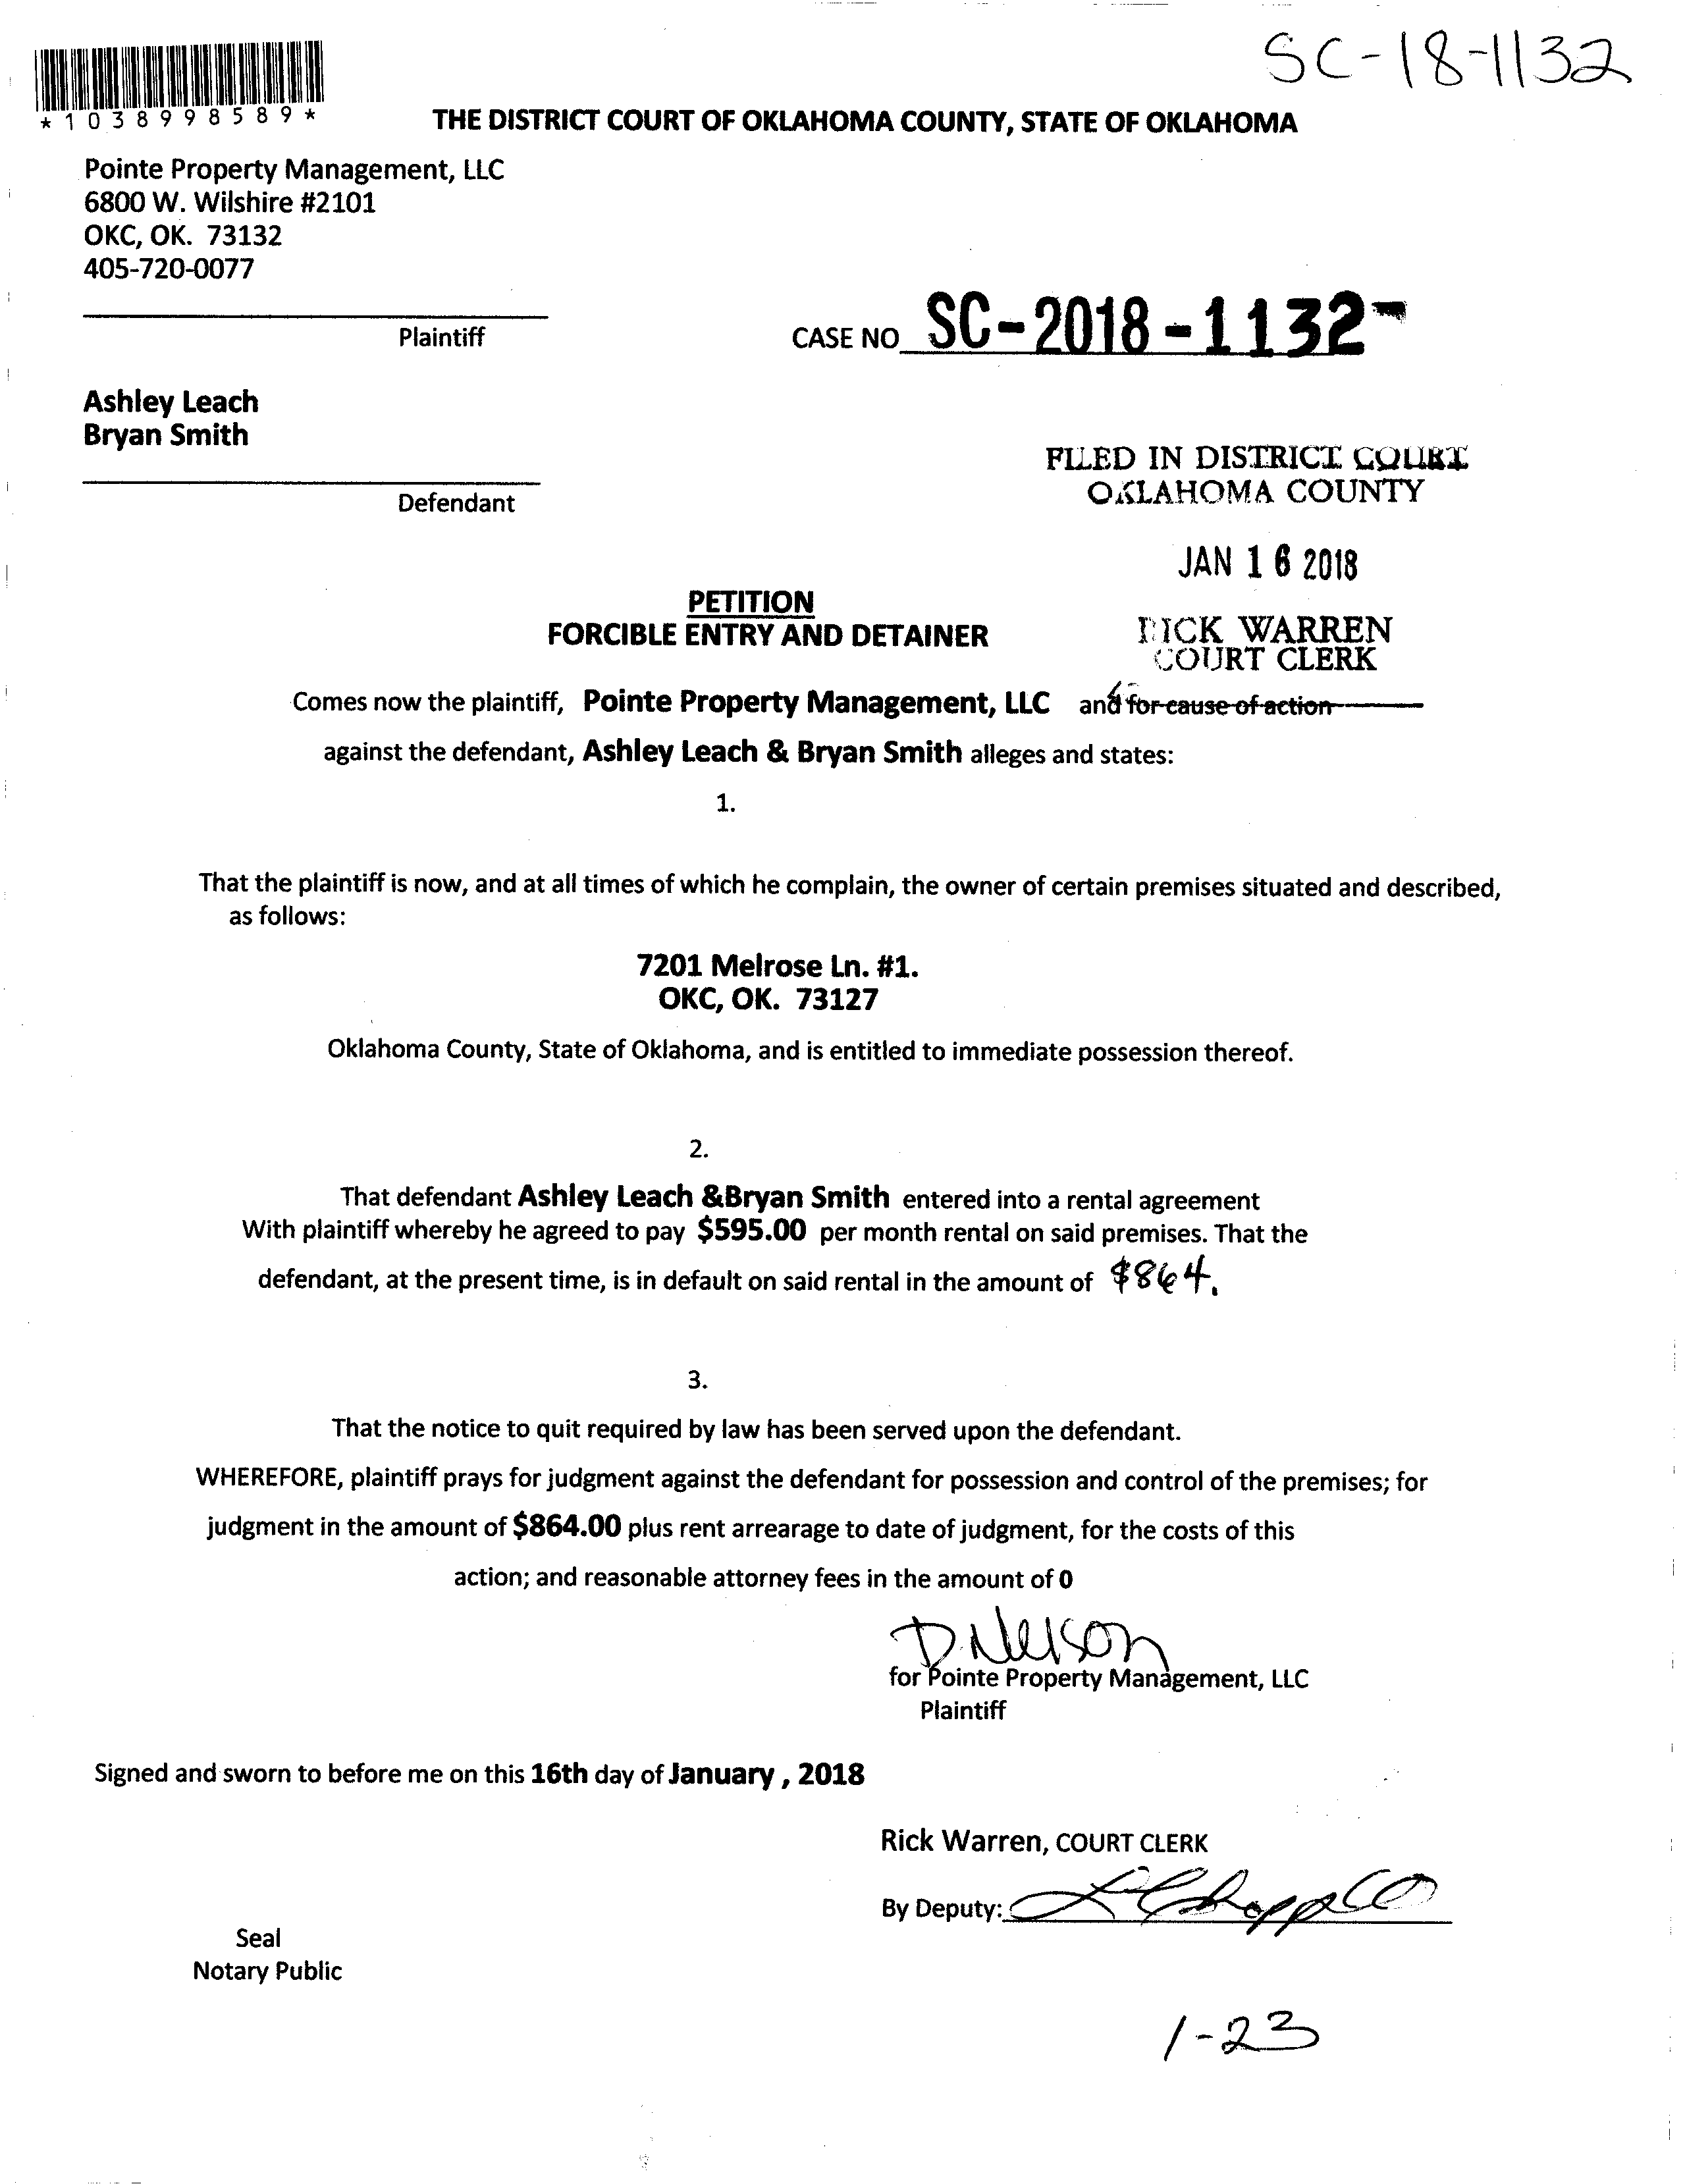 SC-18-1132
*1038998589*
THE DISTRICT COURT OF OKLAHOMA COUNTY, STATE OF OKLAHOMA
Pointe Property Management, LLC
6800 W. Wilshire #2101
OKC, OK. 73132
405-720-0077
Plaintiff
CASE NO SC-2018-1132-
Ashley Leach
Bryan Smith
Defendant
FILED IN DISTRICT COURT
OKLAHOMA COUNTY
JAN 16 2018
RICK WARREN
COURT CLERK
PETITION
FORCIBLE ENTRY AND DETAINER
Comes now the plaintiff, Pointe Property Management, LLC and for cause of action
against the defendant, Ashley Leach & Bryan Smith alleges and states:
1.
That the plaintiff is now, and at all times of which he complain, the owner of certain premises situated and described,
as follows:
7201 Melrose Ln. #1.
OKC, OK. 73127
Oklahoma County, State of Oklahoma, and is entitled to immediate possession thereof.
2.
That defendant Ashley Leach &Bryan Smith entered into a rental agreement
With plaintiff whereby he agreed to pay $595.00 per month rental on said premises. That the
defendant, at the present time, is in default on said rental in the amount of $864.
3.
That the notice to quit required by law has been served upon the defendant.
WHEREFORE, plaintiff prays for judgment against the defendant for possession and control of the premises; for
judgment in the amount of $864.00 plus rent arrearage to date of judgment, for the costs of this
action; and reasonable attorney fees in the amount of 0
D. Nelson
for Pointe Property Management, LLC
Plaintiff
Signed and sworn to before me on this 16th day of January , 2018
Rick Warren, COURT CLERK
By Deputy:
Seal
Notary Public
1-23